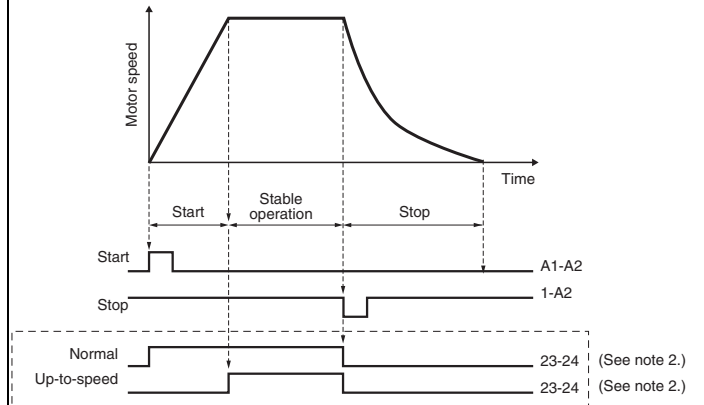 Motor speed
Time
Start
Stable
operation
Stop
Start
A1-A2
Stop
1-A2
Normal
23-24
(See note 2.)
Up-to-speed
23-24
(See note 2.)